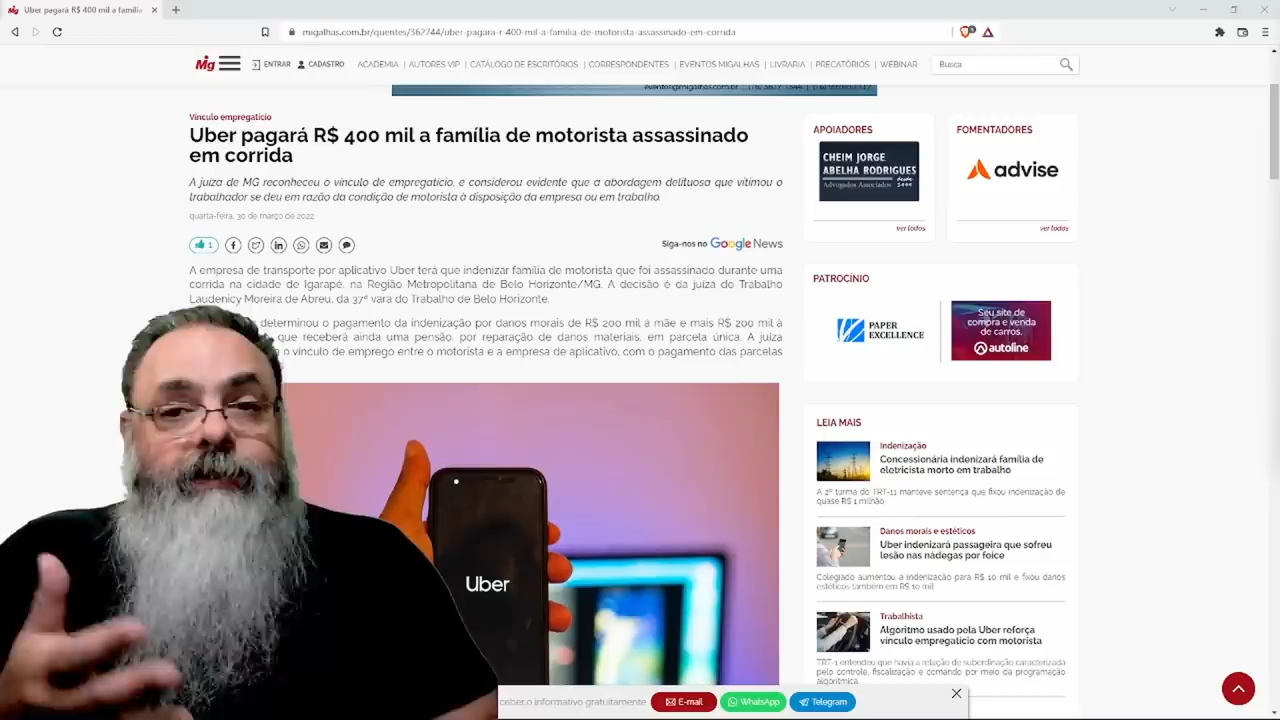 Uber pagará R$ 400 mil a família
migalhas.com.br/quentes/362744/uber-pagara-r-400-mil-a-familia-de-motorista-assassinado-em-corrida
Mig
ENTRAR
CADASTRO
ACADEMIA | AUTORES VIP | CATÁLOGO DE ESCRITÓRIOS | CORRESPONDENTES | EVENTOS MIGALHAS | LIVRARIA | PRECATÓRIOS | WEBINAR
Busca
Vínculo empregatício
Uber pagará R$ 400 mil a família de motorista assassinado
em corrida
A juíza de MG reconheceu o vínculo de empregatício, e considerou evidente que a abordagem delituosa que vitimou o
trabalhador se deu em razão da condição de motorista à disposição da empresa ou em trabalho.
quarta-feira, 30 de março de 2022
1
Siga-nos no Google News
A empresa de transporte por aplicativo Uber terá que indenizar família de motorista que foi assassinado durante uma
corrida na cidade de Igarapé, na Região Metropolitana de Belo Horizonte/MG. A decisão é da juíza do Trabalho
Laudenicy Moreira de Abreu, da 37ª vara do Trabalho de Belo Horizonte.
determinou o pagamento da indenização por danos morais de R$ 200 mil à mãe e mais R$ 200 mil à
que receberá ainda uma pensão, por reparação de danos materiais, em parcela única. A juíza
o vínculo de emprego entre o motorista e a empresa de aplicativo, com o pagamento das parcelas
Uber
APOIADORES
CHEIM JORGE
ABELHA RODRIGUES
Advogados Associados desde 1999
ver todos
FOMENTADORES
advise
ver todos
PATROCÍNIO
PAPER
EXCELLENCE
Seu site de
compra e venda
de carros.
autoline
LEIA MAIS
Indenização
Concessionária indenizará família de
eletricista morto em trabalho
A 2ª turma do TRT-11 manteve sentença que fixou indenização de
quase R$ 1 milhão
Danos morais e estéticos
Uber indenizará passageira que sofreu
lesão nas nádegas por foice
Colegiado aumentou a indenização para R$ 10 mil e fixou danos
estéticos também em R$ 10 mil.
Trabalhista
Algoritmo usado pela Uber reforça
vínculo empregatício com motorista
TRT-1 entendeu que havia a relação de subordinação caracterizada
pelo controle, fiscalização e comando por meio da programação
algorítmica.
ceber o informativo gratuitamente
E-mail
WhatsApp
Telegram